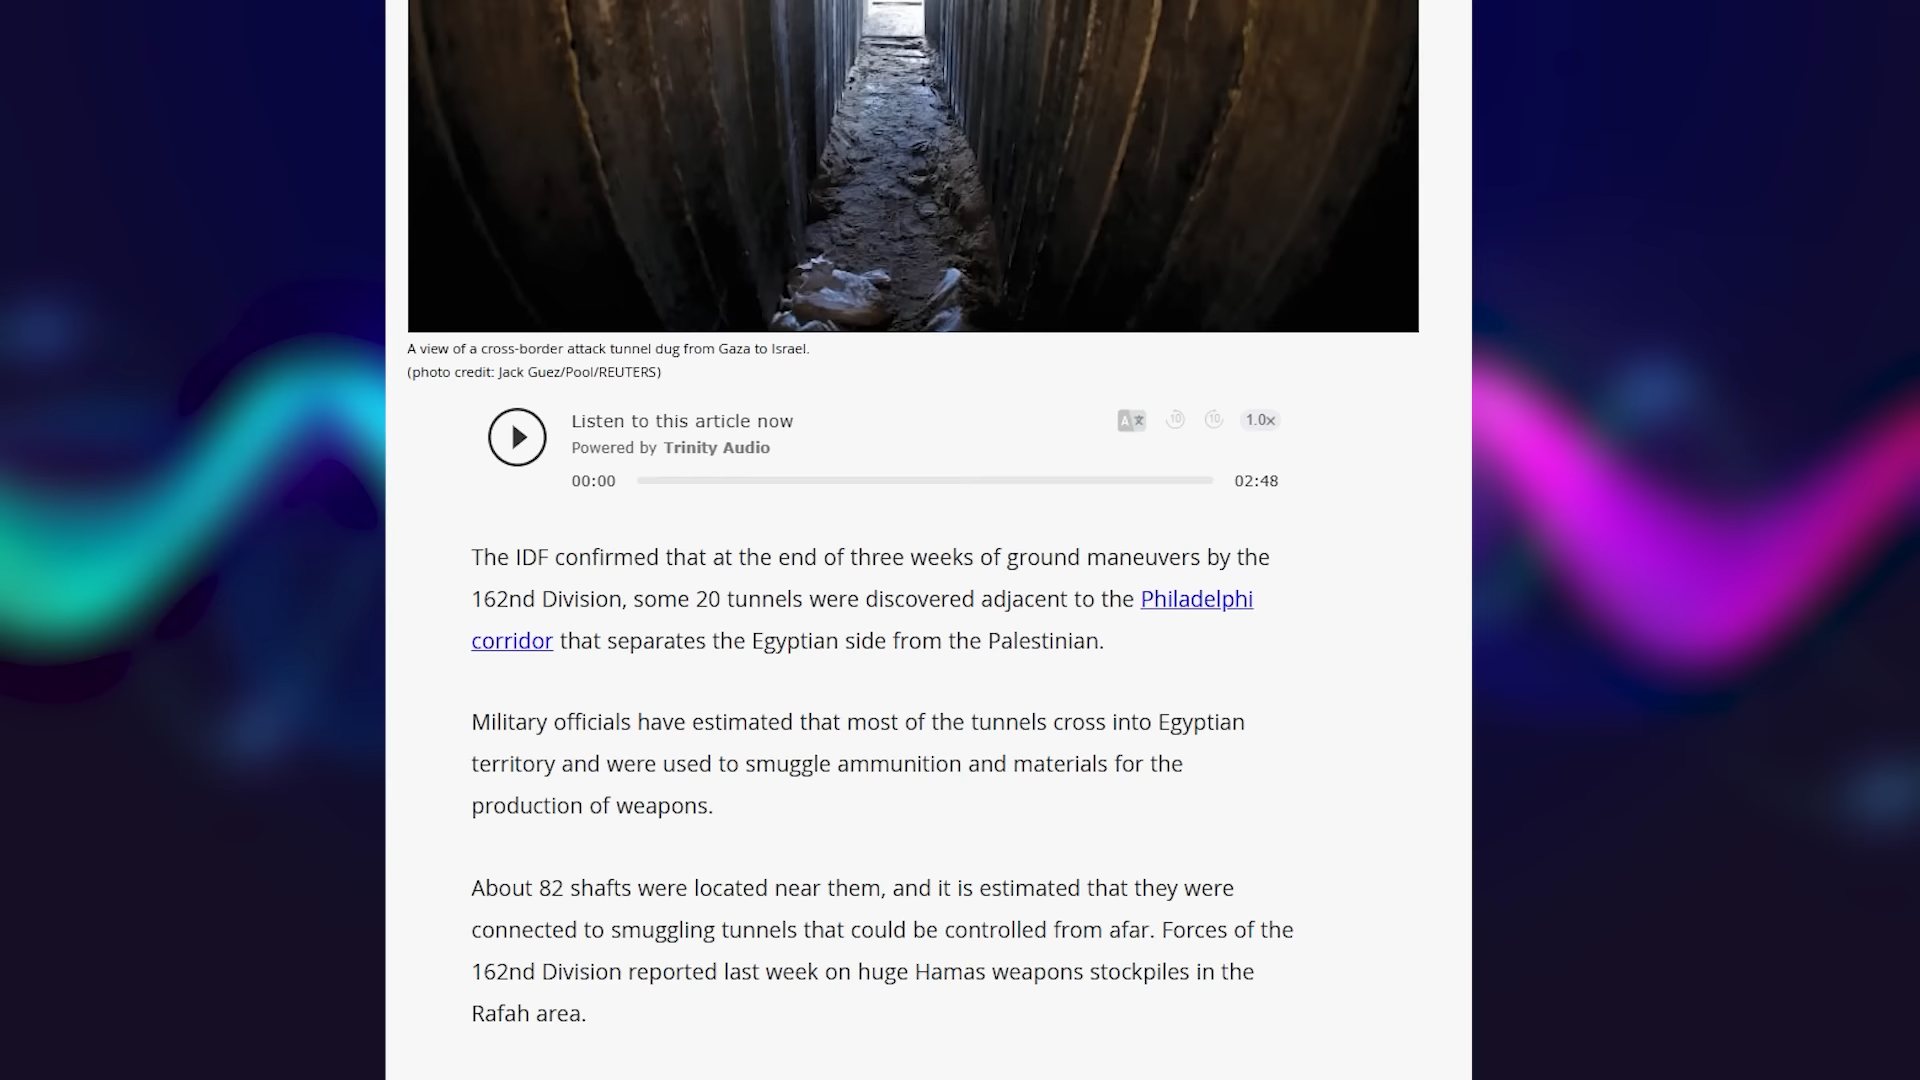 A view of a cross-border attack tunnel dug from Gaza to Israel.
(photo credit: Jack Guez/Pool/REUTERS)
Listen to this article now
Powered by Trinity Audio
A
10
10
1.0x
00:00
02:48
The IDF confirmed that at the end of three weeks of ground maneuvers by the
162nd Division, some 20 tunnels were discovered adjacent to the Philadelphi
corridor that separates the Egyptian side from the Palestinian.
Military officials have estimated that most of the tunnels cross into Egyptian
territory and were used to smuggle ammunition and materials for the
production of weapons.
About 82 shafts were located near them, and it is estimated that they were
connected to smuggling tunnels that could be controlled from afar. Forces of the
162nd Division reported last week on huge Hamas weapons stockpiles in the
Rafah area.